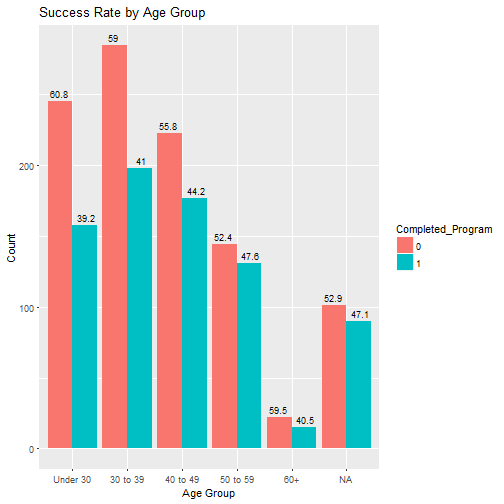 Success Rate by Age Group
Count
200
100
0
60.8
39.2
59
41
55.8
44.2
52.4
47.6
59.5
40.5
52.9
47.1
Under 30
30 to 39
40 to 49
50 to 59
60+
NA
Age Group
Completed_Program
0
1